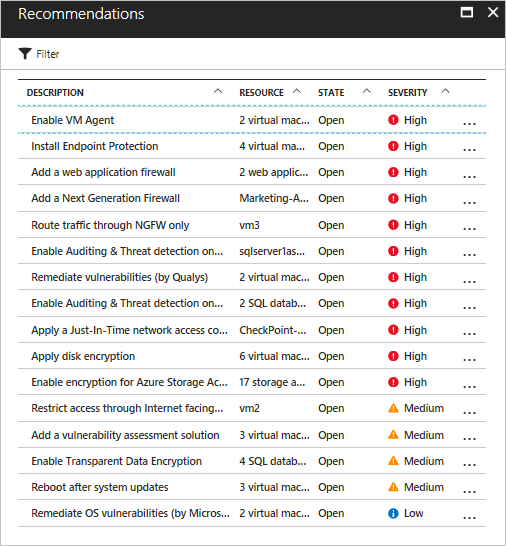 Recommendations
Filter
DESCRIPTION RESOURCE STATE SEVERITY
Enable VM Agent 2 virtual mac... Open High ...
Install Endpoint Protection 4 virtual ma... Open High ...
Add a web application firewall 2 web applic... Open High ...
Add a Next Generation Firewall Marketing-A... Open High ...
Route traffic through NGFW only vm3 Open High ...
Enable Auditing & Threat detection on... sqlserver1as... Open High ...
Remediate vulnerabilities (by Qualys) 2 virtual mac... Open High ...
Enable Auditing & Threat detection on... 2 SQL datab... Open High ...
Apply a Just-In-Time network access co... CheckPoint-... Open High ...
Apply disk encryption 6 virtual mac... Open High ...
Enable encryption for Azure Storage Ac... 17 storage a... Open High ...
Restrict access through Internet facing... vm2 Open Medium ...
Add a vulnerability assessment solution 3 virtual mac... Open Medium ...
Enable Transparent Data Encryption 4 SQL datab... Open Medium ...
Reboot after system updates 3 virtual mac... Open Medium ...
Remediate OS vulnerabilities (by Micros... 2 virtual mac... Open Low ...